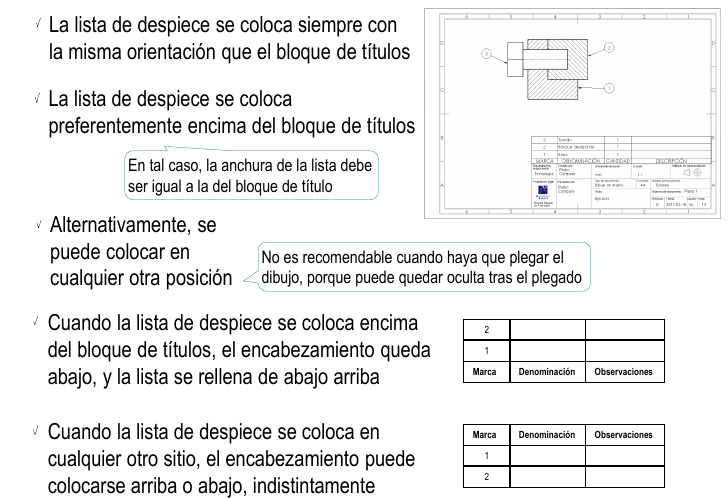 √ La lista de despiece se coloca siempre con
la misma orientación que el bloque de títulos
√ La lista de despiece se coloca
preferentemente encima del bloque de títulos
En tal caso, la anchura de la lista debe
ser igual a la del bloque de título
√ Alternativamente, se
puede colocar en
cualquier otra posición
No es recomendable cuando haya que plegar el
dibujo, porque puede quedar oculta tras el plegado
√ Cuando la lista de despiece se coloca encima
del bloque de títulos, el encabezamiento queda
abajo, y la lista se rellena de abajo arriba
√ Cuando la lista de despiece se coloca en
cualquier otro sitio, el encabezamiento puede
colocarse arriba o abajo, indistintamente
3
2
1
3 Tornillo 1
2 Bloque deslizante 1
1 Base 1
MARCA DENOMINACIÓN CANTIDAD DESCRIPCIÓN
2
1
Marca Denominación Observaciones
Marca Denominación Observaciones
1
2